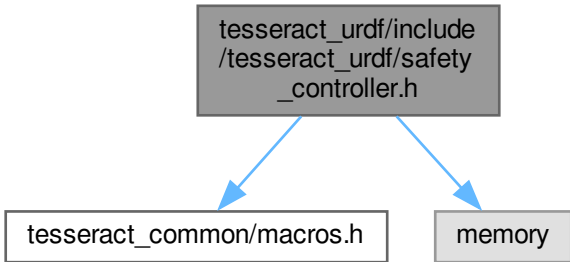 tesseract_urdf/include
/tesseract_urdf/safety
_controller.h
tesseract_common/macros.h
memory